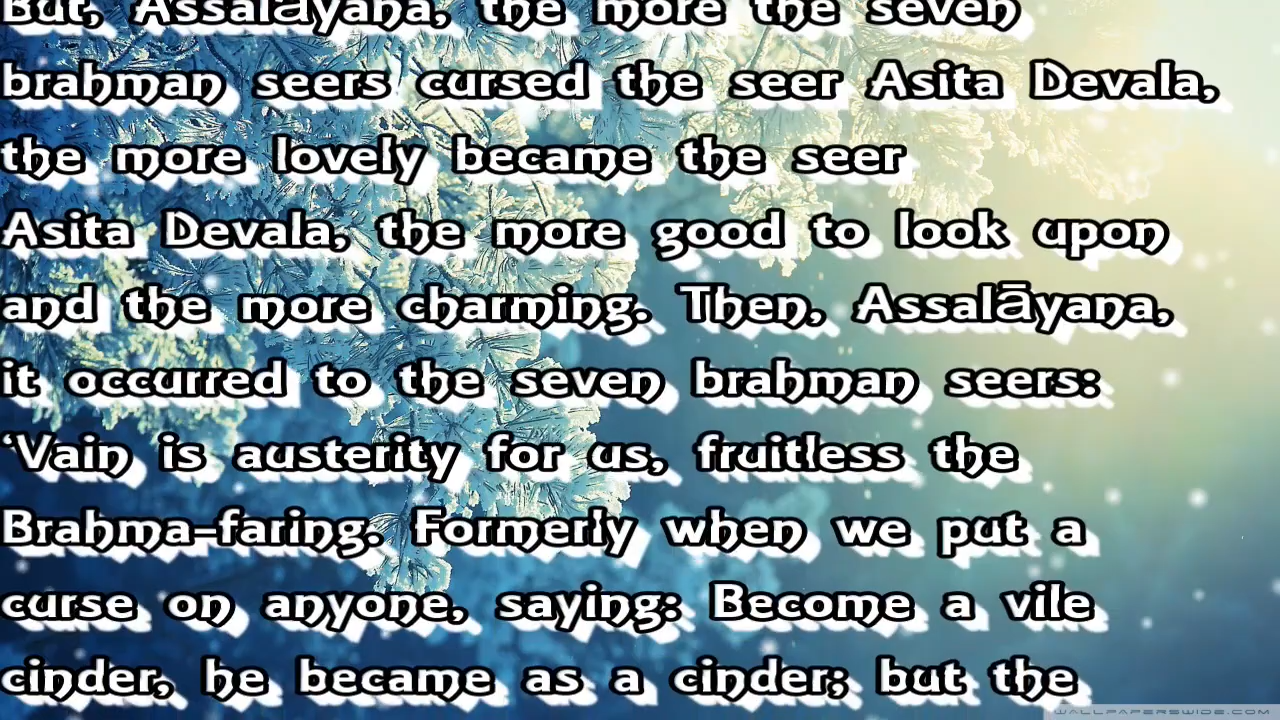 But, Assalāyana, the more the seven
brahman seers cursed the seer Asita Devala,
the more lovely became the seer
Asita Devala, the more good to look upon
and the more charming. Then, Assalāyana,
it occurred to the seven brahman seers:
‘Vain is austerity for us, fruitless the
Brahma-faring. Formerly when we put a
curse on anyone, saying: Become a vile
cinder, he became as a cinder; but the
WALLPAPERSWIDE.COM